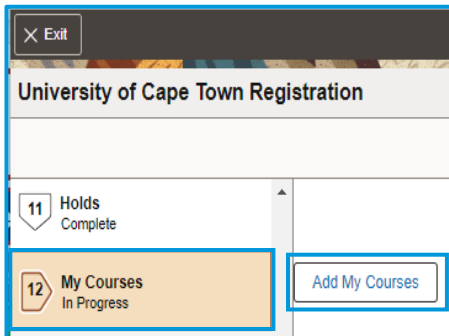 Exit
University of Cape Town Registration
11 Holds
Complete
12 My Courses
In Progress
Add My Courses